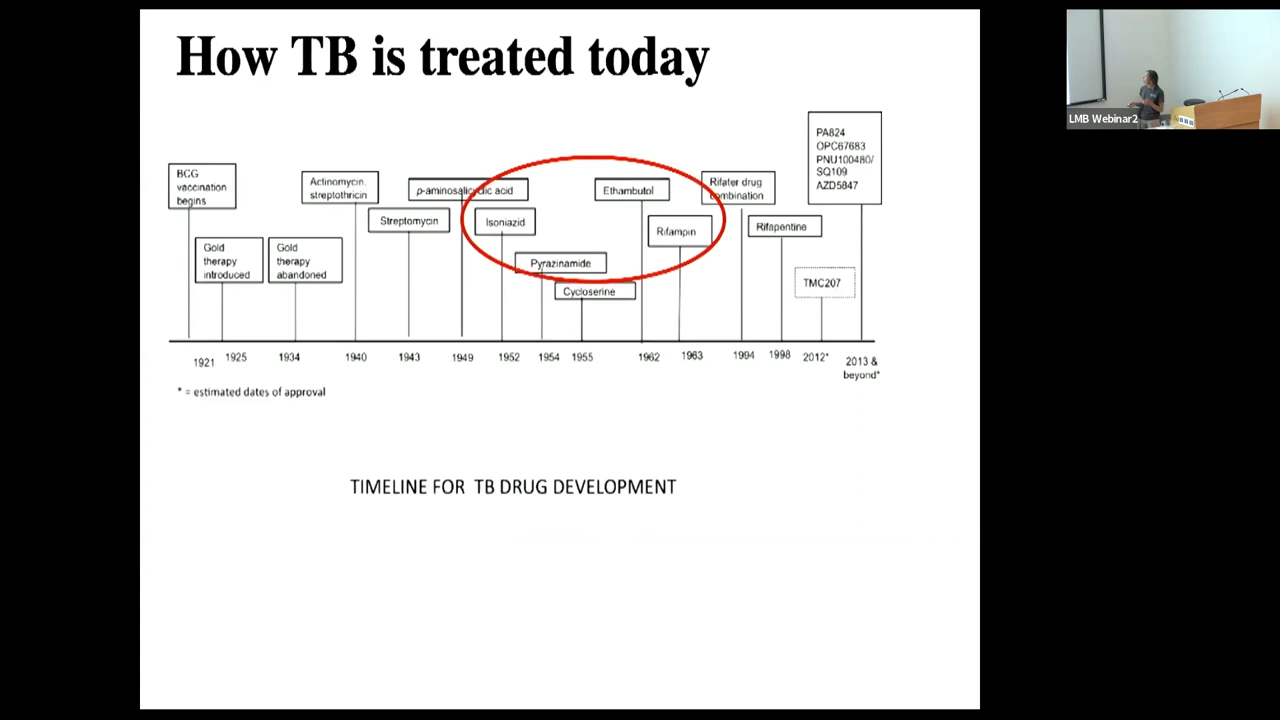 How TB is treated today
BCG
vaccination
begins
Gold
therapy
introduced
Gold
therapy
abandoned
Actinomycin,
streptothricin
Streptomycin
p-aminosalicyclic acid
Isoniazid
Pyrazinamide
Cycloserine
Ethambutol
Rifampin
Rifater drug
combination
Rifapentine
TMC207
PA824
OPC67683
PNU100480/
SQ109
AZD5847
1921
1925
1934
1940
1943
1949
1952
1954
1955
1962
1963
1994
1998
2012*
2013 &
beyond*
* = estimated dates of approval
TIMELINE FOR TB DRUG DEVELOPMENT
LMB Webinar2